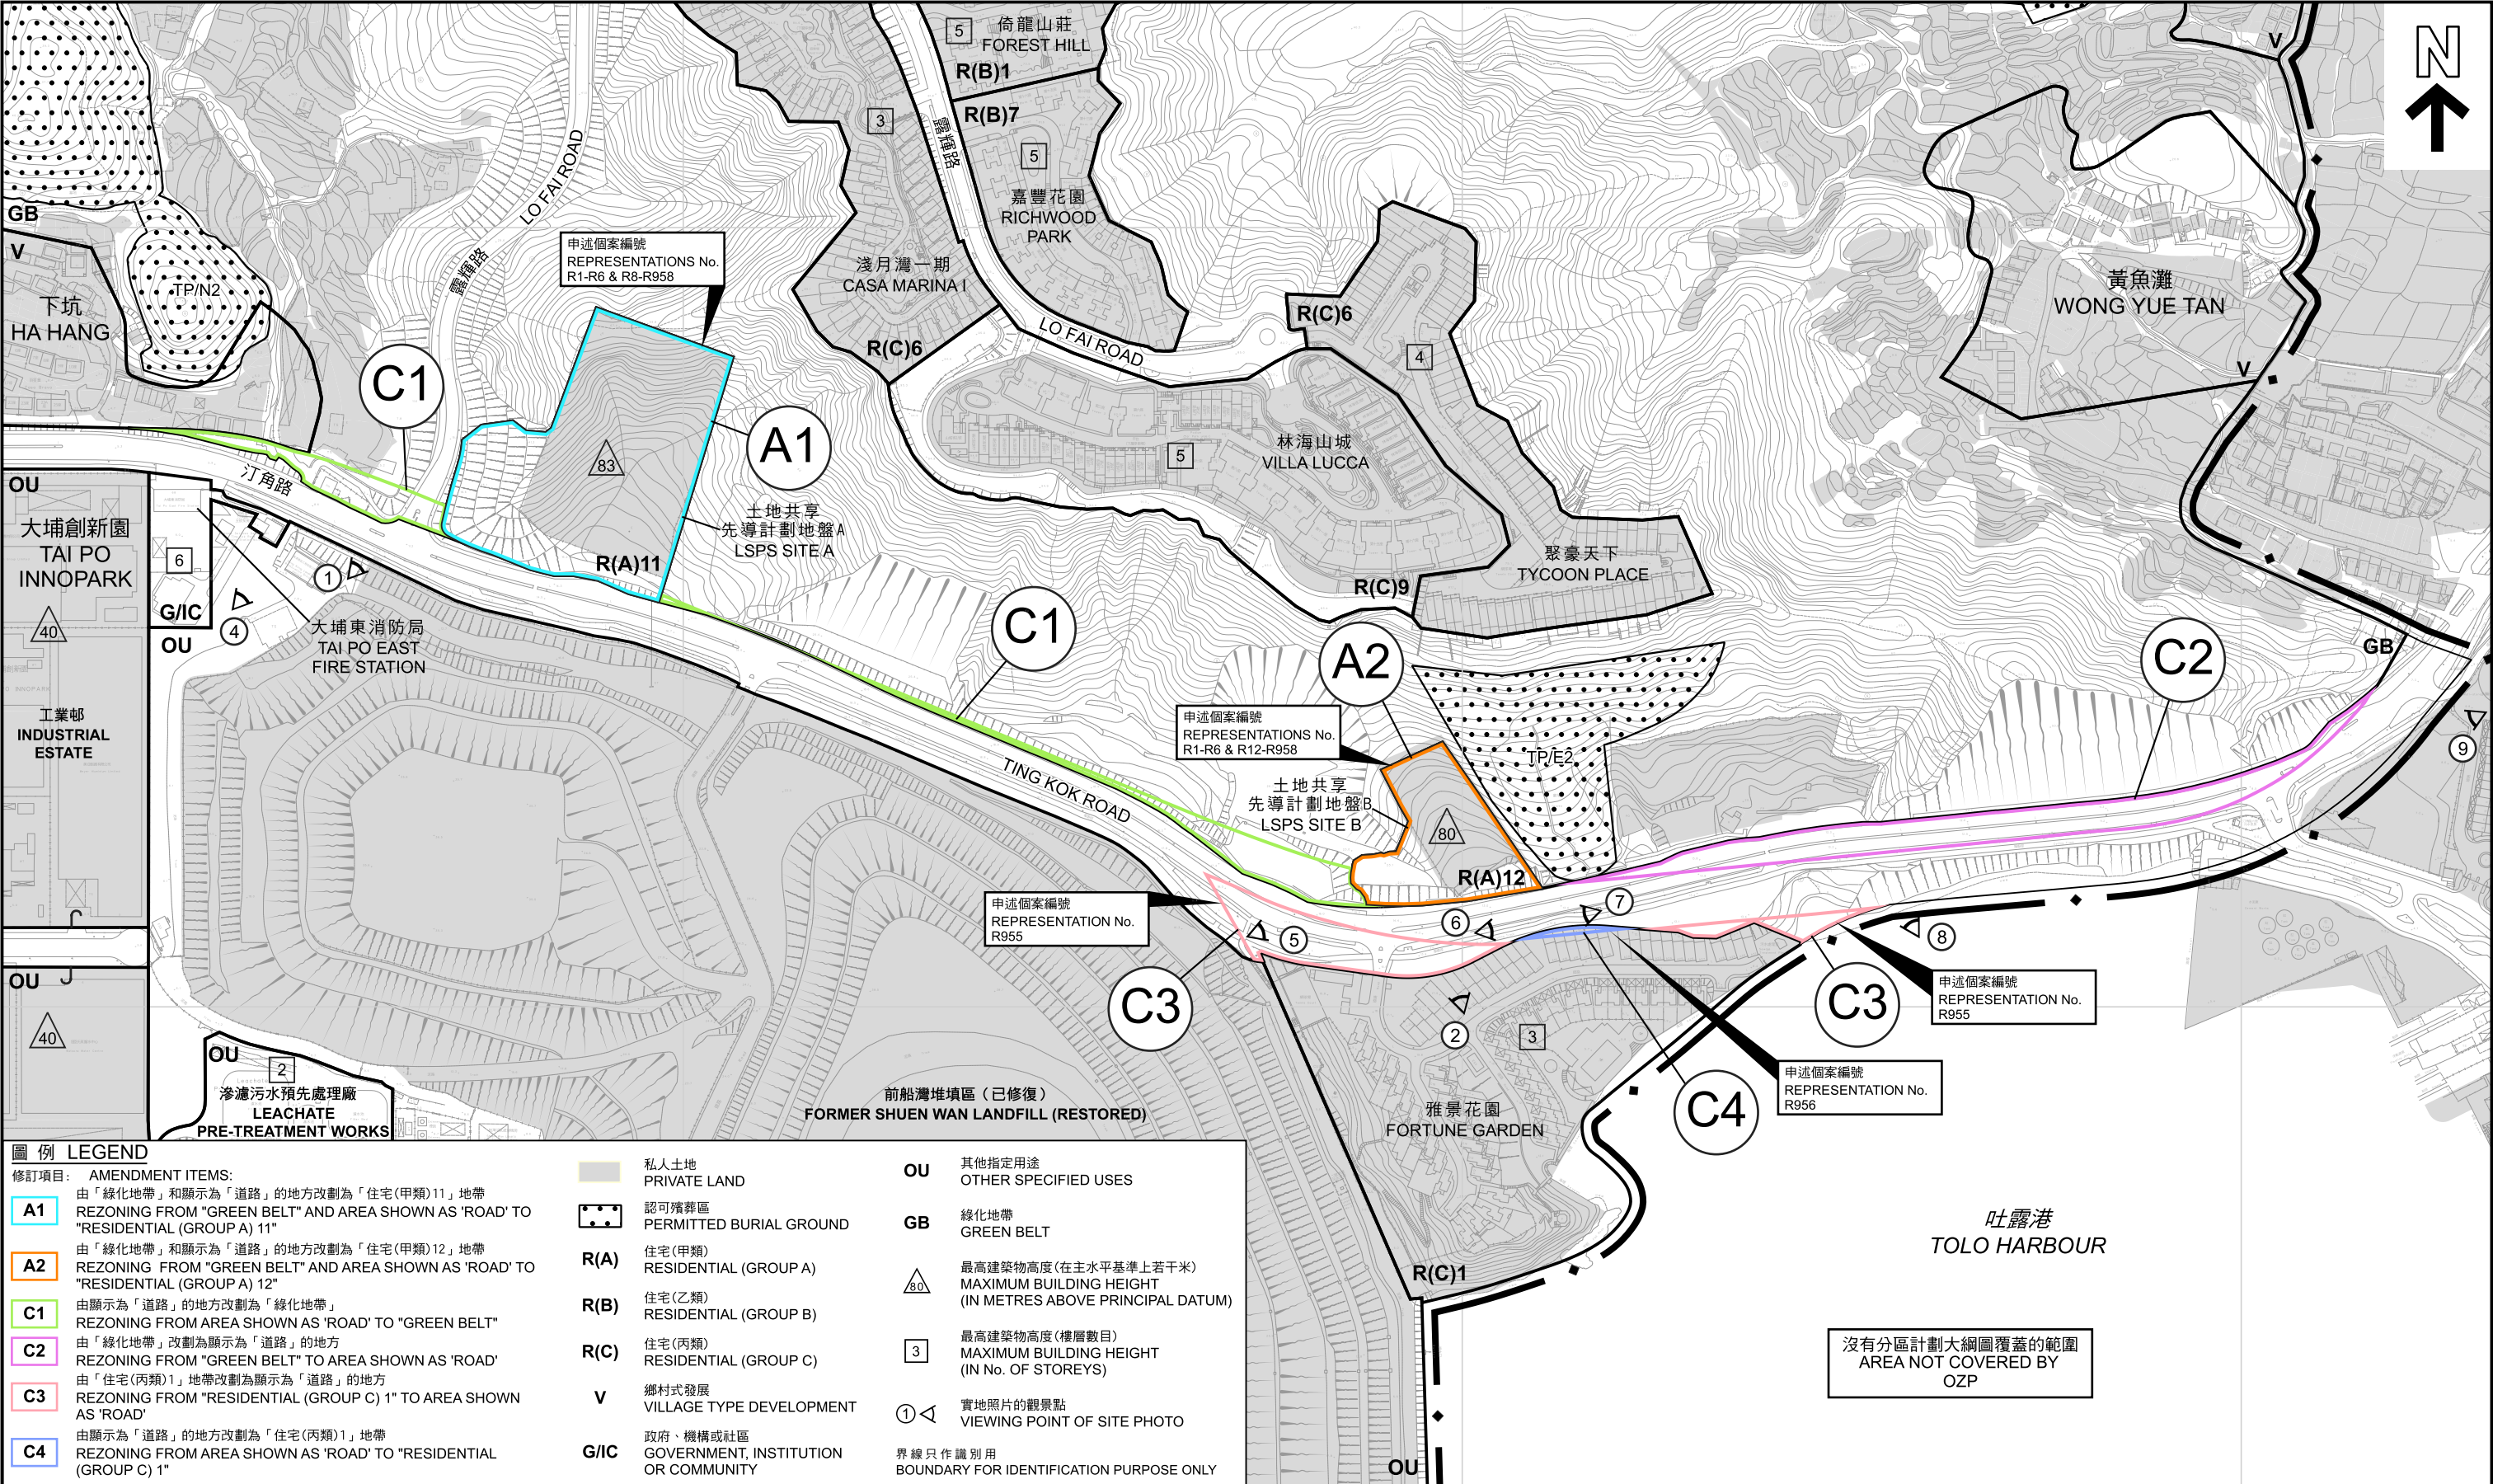 倚龍山莊
FOREST HILL
5
R(B)1
R(B)7
露輝路
5
3
嘉豐花園
RICHWOOD
PARK
V
N
LO FAI ROAD
露輝路
GB
V
TP/N2
下坑
HA HANG
申述個案編號
REPRESENTATIONS No.
R1-R6 & R8-R958
淺月灣一期
CASA MARINA I
R(C)6
LO FAI ROAD
R(C)6
4
黃魚灘
WONG YUE TAN
V
C1
A1
83
土地共享
先導計劃地盤A
LSPS SITE A
R(A)11
5
林海山城
VILLA LUCCA
R(C)9
聚豪天下
TYCOON PLACE
汀角路
OU
大埔創新園
TAI PO
INNOPARK
40
6
G/IC
OU
1
4
大埔東消防局
TAI PO EAST
FIRE STATION
工業邨
INDUSTRIAL
ESTATE
C1
A2
C2
GB
申述個案編號
REPRESENTATIONS No.
R1-R6 & R12-R958
TP/E2
9
TING KOK ROAD
土地共享
先導計劃地盤B
LSPS SITE B
80
R(A)12
申述個案編號
REPRESENTATION No.
R955
5
6
7
8
C3
C3
申述個案編號
REPRESENTATION No.
R955
2
3
OU
40
OU
2
滲濾污水預先處理廠
LEACHATE
PRE-TREATMENT WORKS
前船灣堆填區（已修復）
FORMER SHUEN WAN LANDFILL (RESTORED)
雅景花園
FORTUNE GARDEN
C4
申述個案編號
REPRESENTATION No.
R956
R(C)1
OU
吐露港
TOLO HARBOUR
沒有分區計劃大綱圖覆蓋的範圍
AREA NOT COVERED BY
OZP
圖 例 LEGEND
修訂項目: AMENDMENT ITEMS:
A1
由「綠化地帶」和顯示為「道路」的地方改劃為「住宅(甲類)11」地帶
REZONING FROM "GREEN BELT" AND AREA SHOWN AS 'ROAD' TO
"RESIDENTIAL (GROUP A) 11"
A2
由「綠化地帶」和顯示為「道路」的地方改劃為「住宅(甲類)12」地帶
REZONING FROM "GREEN BELT" AND AREA SHOWN AS 'ROAD' TO
"RESIDENTIAL (GROUP A) 12"
C1
由顯示為「道路」的地方改劃為「綠化地帶」
REZONING FROM AREA SHOWN AS 'ROAD' TO "GREEN BELT"
C2
由「綠化地帶」改劃為顯示為「道路」的地方
REZONING FROM "GREEN BELT" TO AREA SHOWN AS 'ROAD'
C3
由「住宅(丙類)1」地帶改劃為顯示為「道路」的地方
REZONING FROM "RESIDENTIAL (GROUP C) 1" TO AREA SHOWN
AS 'ROAD'
C4
由顯示為「道路」的地方改劃為「住宅(丙類)1」地帶
REZONING FROM AREA SHOWN AS 'ROAD' TO "RESIDENTIAL
(GROUP C) 1"
私人土地
PRIVATE LAND
認可殯葬區
PERMITTED BURIAL GROUND
R(A)
住宅(甲類)
RESIDENTIAL (GROUP A)
R(B)
住宅(乙類)
RESIDENTIAL (GROUP B)
R(C)
住宅(丙類)
RESIDENTIAL (GROUP C)
V
鄉村式發展
VILLAGE TYPE DEVELOPMENT
G/IC
政府、機構或社區
GOVERNMENT, INSTITUTION
OR COMMUNITY
OU
其他指定用途
OTHER SPECIFIED USES
GB
綠化地帶
GREEN BELT
80
最高建築物高度(在主水平基準上若干米)
MAXIMUM BUILDING HEIGHT
(IN METRES ABOVE PRINCIPAL DATUM)
3
最高建築物高度(樓層數目)
MAXIMUM BUILDING HEIGHT
(IN No. OF STOREYS)
1
實地照片的觀景點
VIEWING POINT OF SITE PHOTO
界線只作識別用
BOUNDARY FOR IDENTIFICATION PURPOSE ONLY